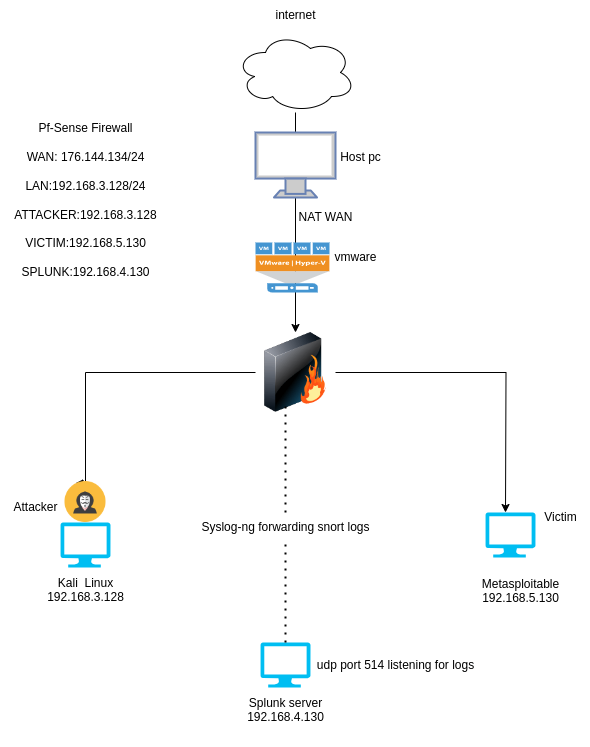 internet
Pf-Sense Firewall
WAN: 176.144.134/24
LAN:192.168.3.128/24
ATTACKER:192.168.3.128
VICTIM:192.168.5.130
SPLUNK:192.168.4.130
Host pc
NAT WAN
VM VM VM VM
VMware | Hyper-V
vmware
Attacker
Kali Linux
192.168.3.128
Syslog-ng forwarding snort logs
Victim
Metasploitable
192.168.5.130
udp port 514 listening for logs
Splunk server
192.168.4.130